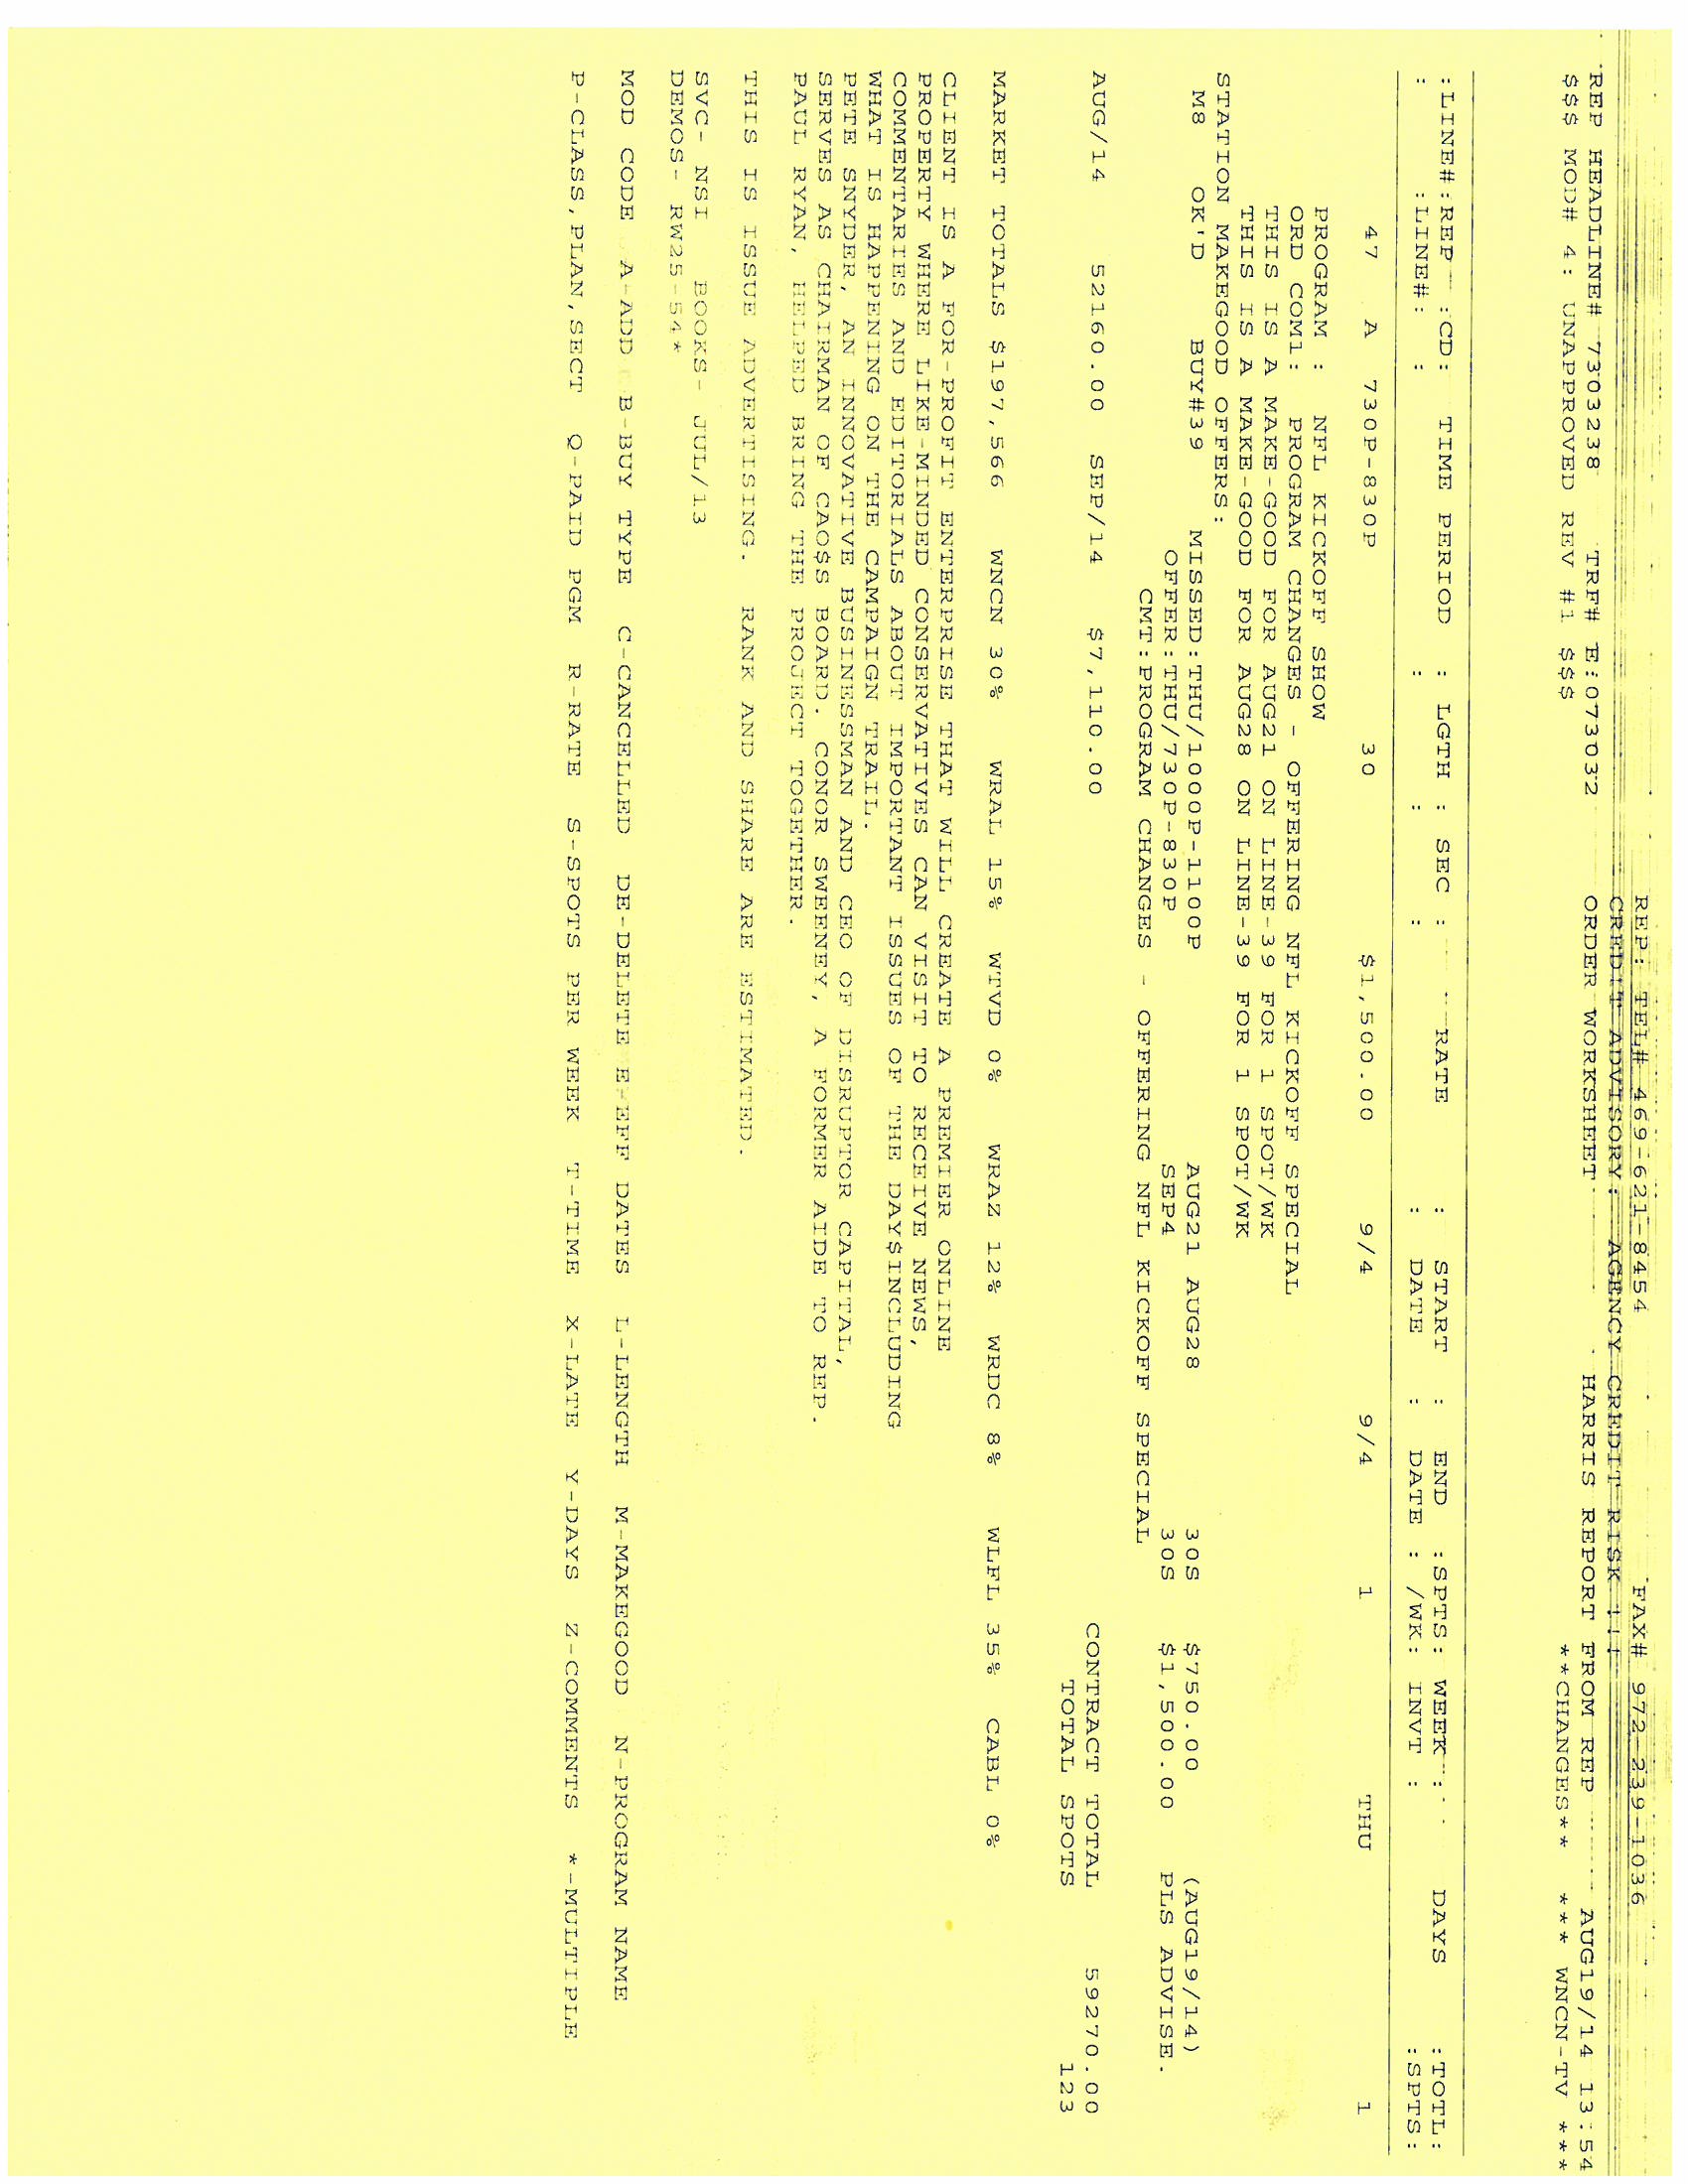 REP: TEL# 469-621-8454 FAX# 972-239-1036
CREDIT ADVISORY: AGENCY CREDIT RISK !!!
ORDER WORKSHEET HARRIS REPORT FROM REP AUG19/14 13:54
REP HEADLINE# 7303238 TRF# E:073032 **CHANGES** *** WNCN-TV ***
$$$ MOD# 4: UNAPPROVED REV #1 $$$
:LINE#:REP :CD: TIME PERIOD : LGTH : SEC : RATE : START : END :SPTS: WEEK : DAYS :TOTL:
: :LINE#: : : : : DATE : DATE : /WK: INVT : :SPTS:
47 A 730P-830P 30 $1,500.00 9/4 9/4 1 THU 1
PROGRAM : NFL KICKOFF SHOW
ORD COM1: PROGRAM CHANGES - OFFERING NFL KICKOFF SPECIAL
THIS IS A MAKE-GOOD FOR AUG21 ON LINE-39 FOR 1 SPOT/WK
THIS IS A MAKE-GOOD FOR AUG28 ON LINE-39 FOR 1 SPOT/WK
STATION MAKEGOOD OFFERS:
M8 OK'D BUY#39 MISSED:THU/1000P-1100P AUG21 AUG28 30S $750.00 (AUG19/14)
OFFER:THU/730P-830P SEP4 30S $1,500.00 PLS ADVISE.
CMT:PROGRAM CHANGES - OFFERING NFL KICKOFF SPECIAL
AUG/14 52160.00 SEP/14 $7,110.00 CONTRACT TOTAL 59270.00
TOTAL SPOTS 123
MARKET TOTALS $197,566 WNCN 30% WRAL 15% WTVD 0% WRAZ 12% WRDC 8% WLFL 35% CABL 0%
CLIENT IS A FOR-PROFIT ENTERPRISE THAT WILL CREATE A PREMIER ONLINE
PROPERTY WHERE LIKE-MINDED CONSERVATIVES CAN VISIT TO RECEIVE NEWS,
COMMENTARIES AND EDITORIALS ABOUT IMPORTANT ISSUES OF THE DAY$INCLUDING
WHAT IS HAPPENING ON THE CAMPAIGN TRAIL.
PETE SNYDER, AN INNOVATIVE BUSINESSMAN AND CEO OF DISRUPTOR CAPITAL,
SERVES AS CHAIRMAN OF CAO$S BOARD. CONOR SWEENEY, A FORMER AIDE TO REP.
PAUL RYAN, HELPED BRING THE PROJECT TOGETHER.
THIS IS ISSUE ADVERTISING. RANK AND SHARE ARE ESTIMATED.
SVC- NSI BOOKS- JUL/13
DEMOS- RW25-54*
MOD CODE A-ADD B-BUY TYPE C-CANCELLED DE-DELETE E-EFF DATES L-LENGTH M-MAKEGOOD N-PROGRAM NAME
P-CLASS,PLAN,SECT Q-PAID PGM R-RATE S-SPOTS PER WEEK T-TIME X-LATE Y-DAYS Z-COMMENTS *-MULTIPLE